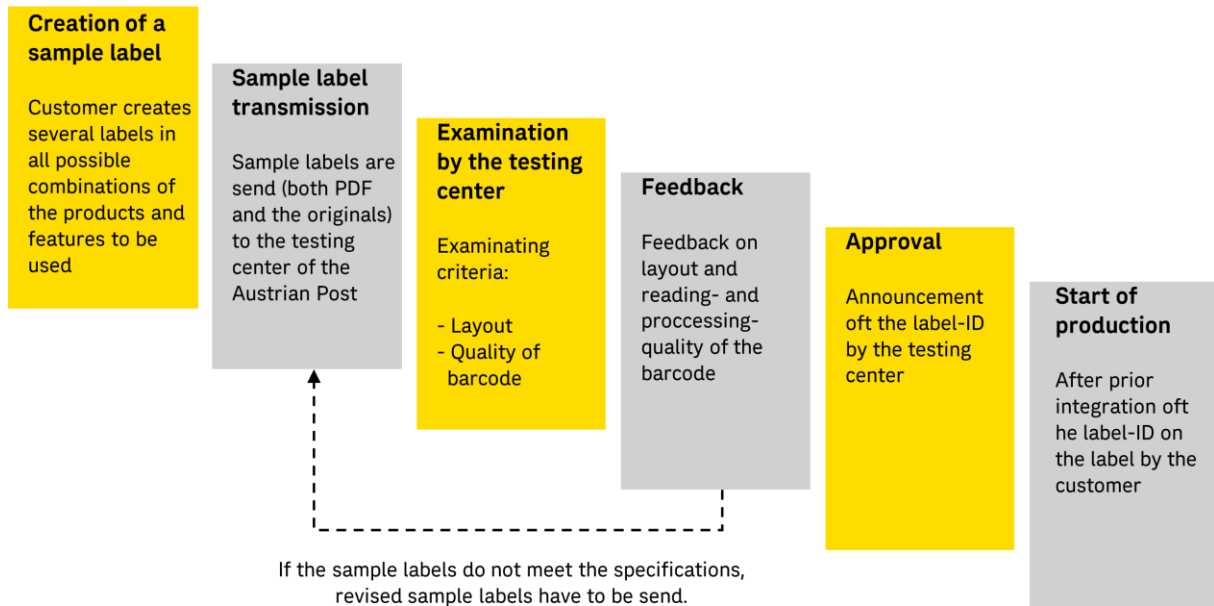 Creation of a
sample label
Customer creates
several labels in
all possible
combinations of
the products and
features to be
used
Sample label
transmission
Sample labels are
send (both PDF
and the originals)
to the testing
center of the
Austrian Post
Examination
by the testing
center
Examinating
criteria:
- Layout
- Quality of
barcode
Feedback
Feedback on
layout and
reading- and
proccessing-
quality of the
barcode
Approval
Announcement
oft the label-ID
by the testing
center
Start of
production
After prior
integration oft
he label-ID on
the label by the
customer
If the sample labels do not meet the specifications,
revised sample labels have to be send.